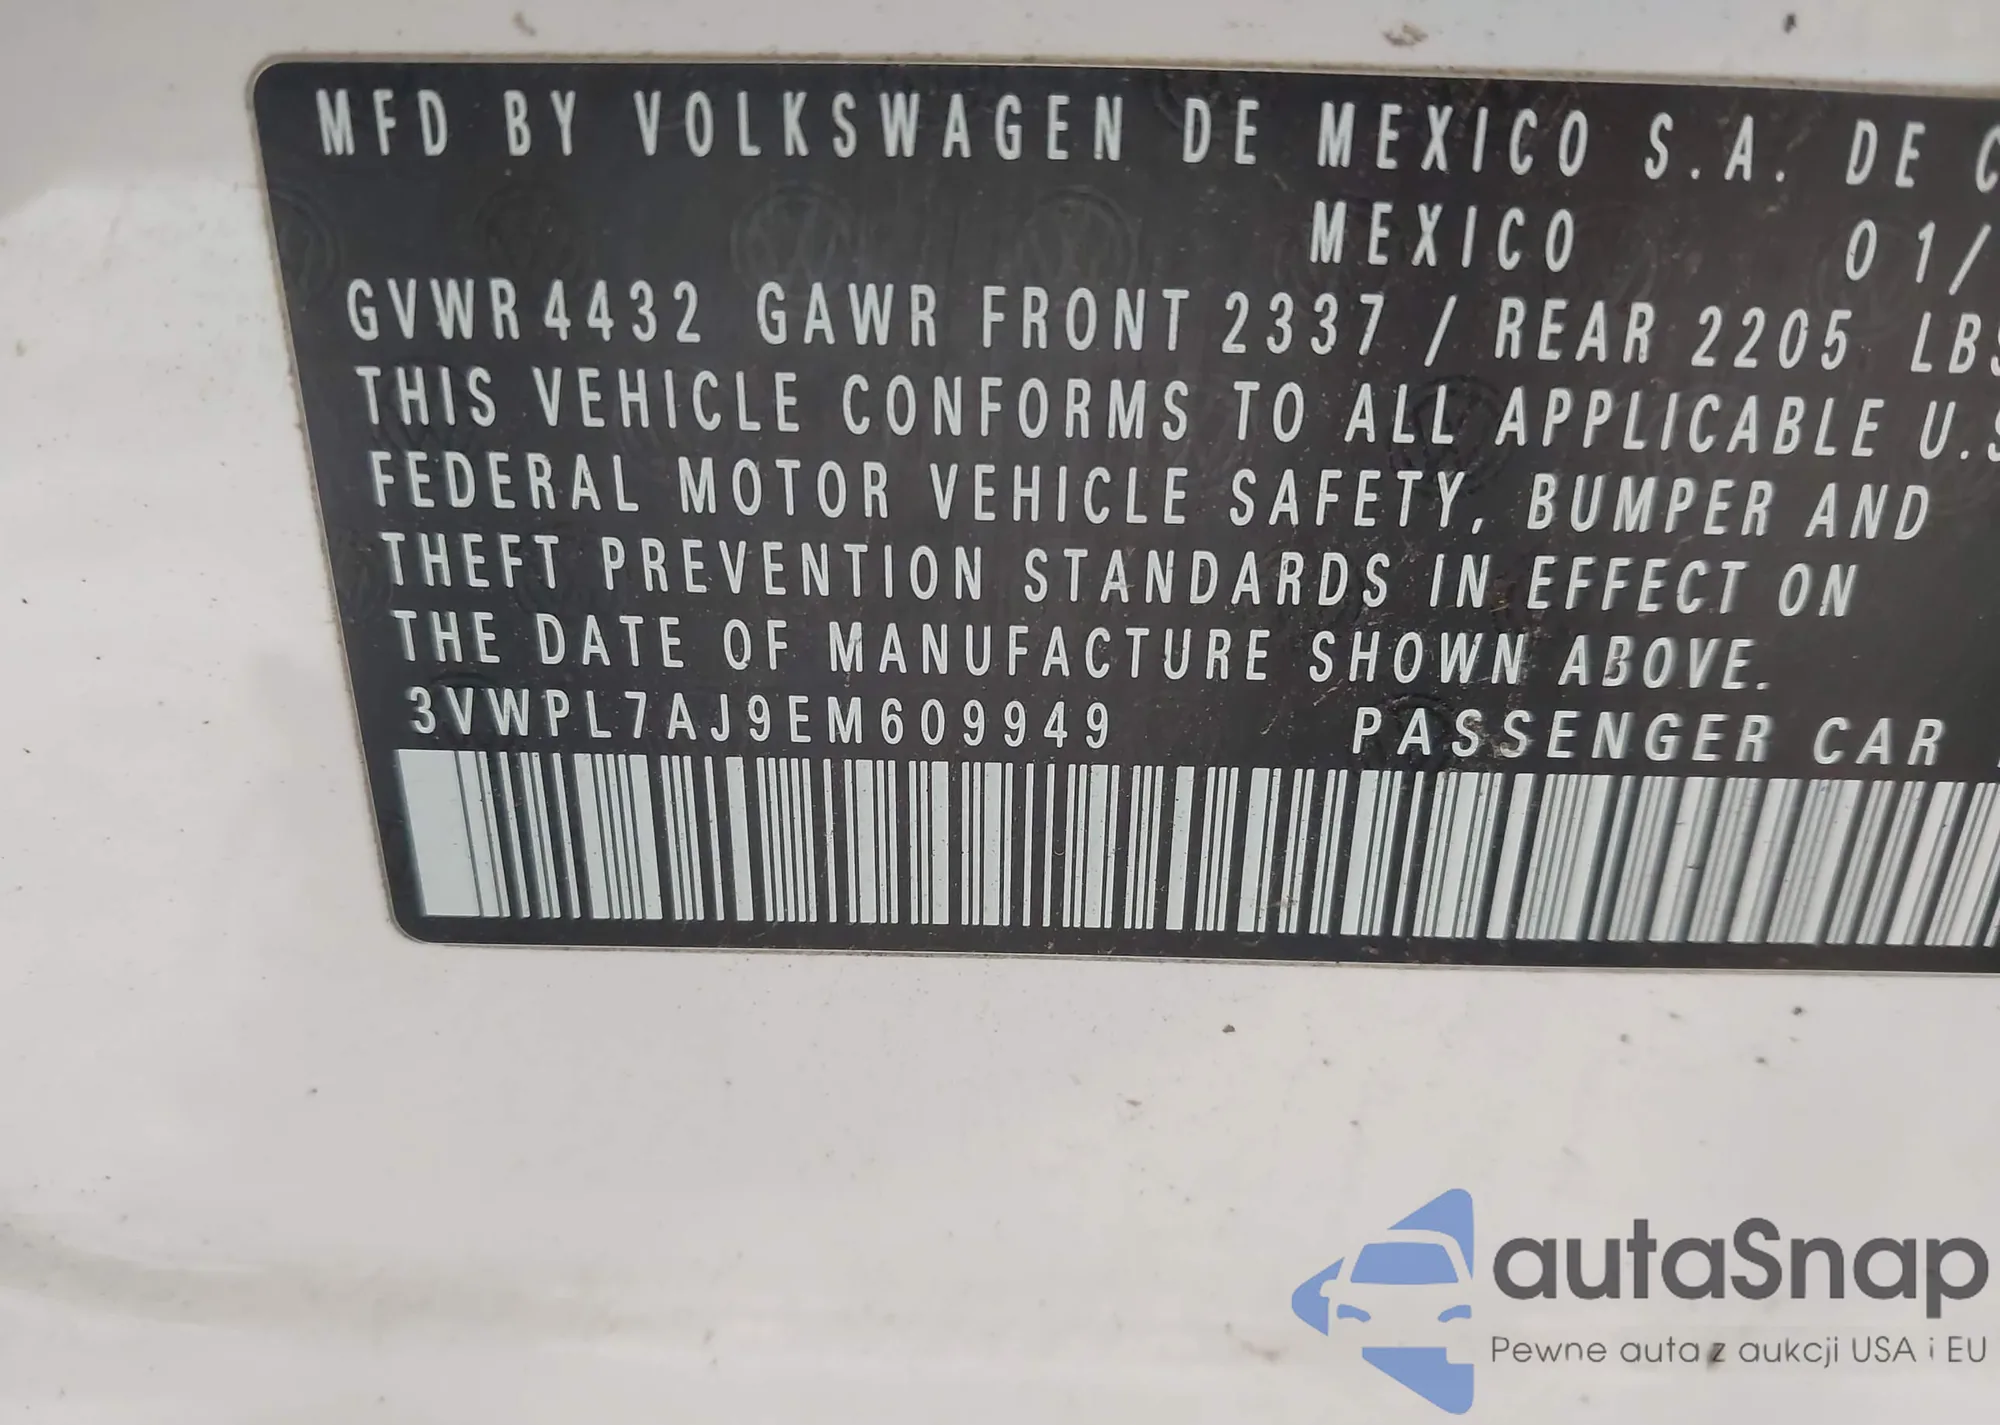 MFD BY VOLKSWAGEN DE MEXICO S.A. DE C
MEXICO 01/
GVWR 4432 GAWR FRONT 2337 / REAR 2205 LBS
THIS VEHICLE CONFORMS TO ALL APPLICABLE U.S
FEDERAL MOTOR VEHICLE SAFETY, BUMPER AND
THEFT PREVENTION STANDARDS IN EFFECT ON
THE DATE OF MANUFACTURE SHOWN ABOVE.
3VWPL7AJ9EM609949 PASSENGER CAR
autaSnap
Pewne auta z aukcji USA i EU